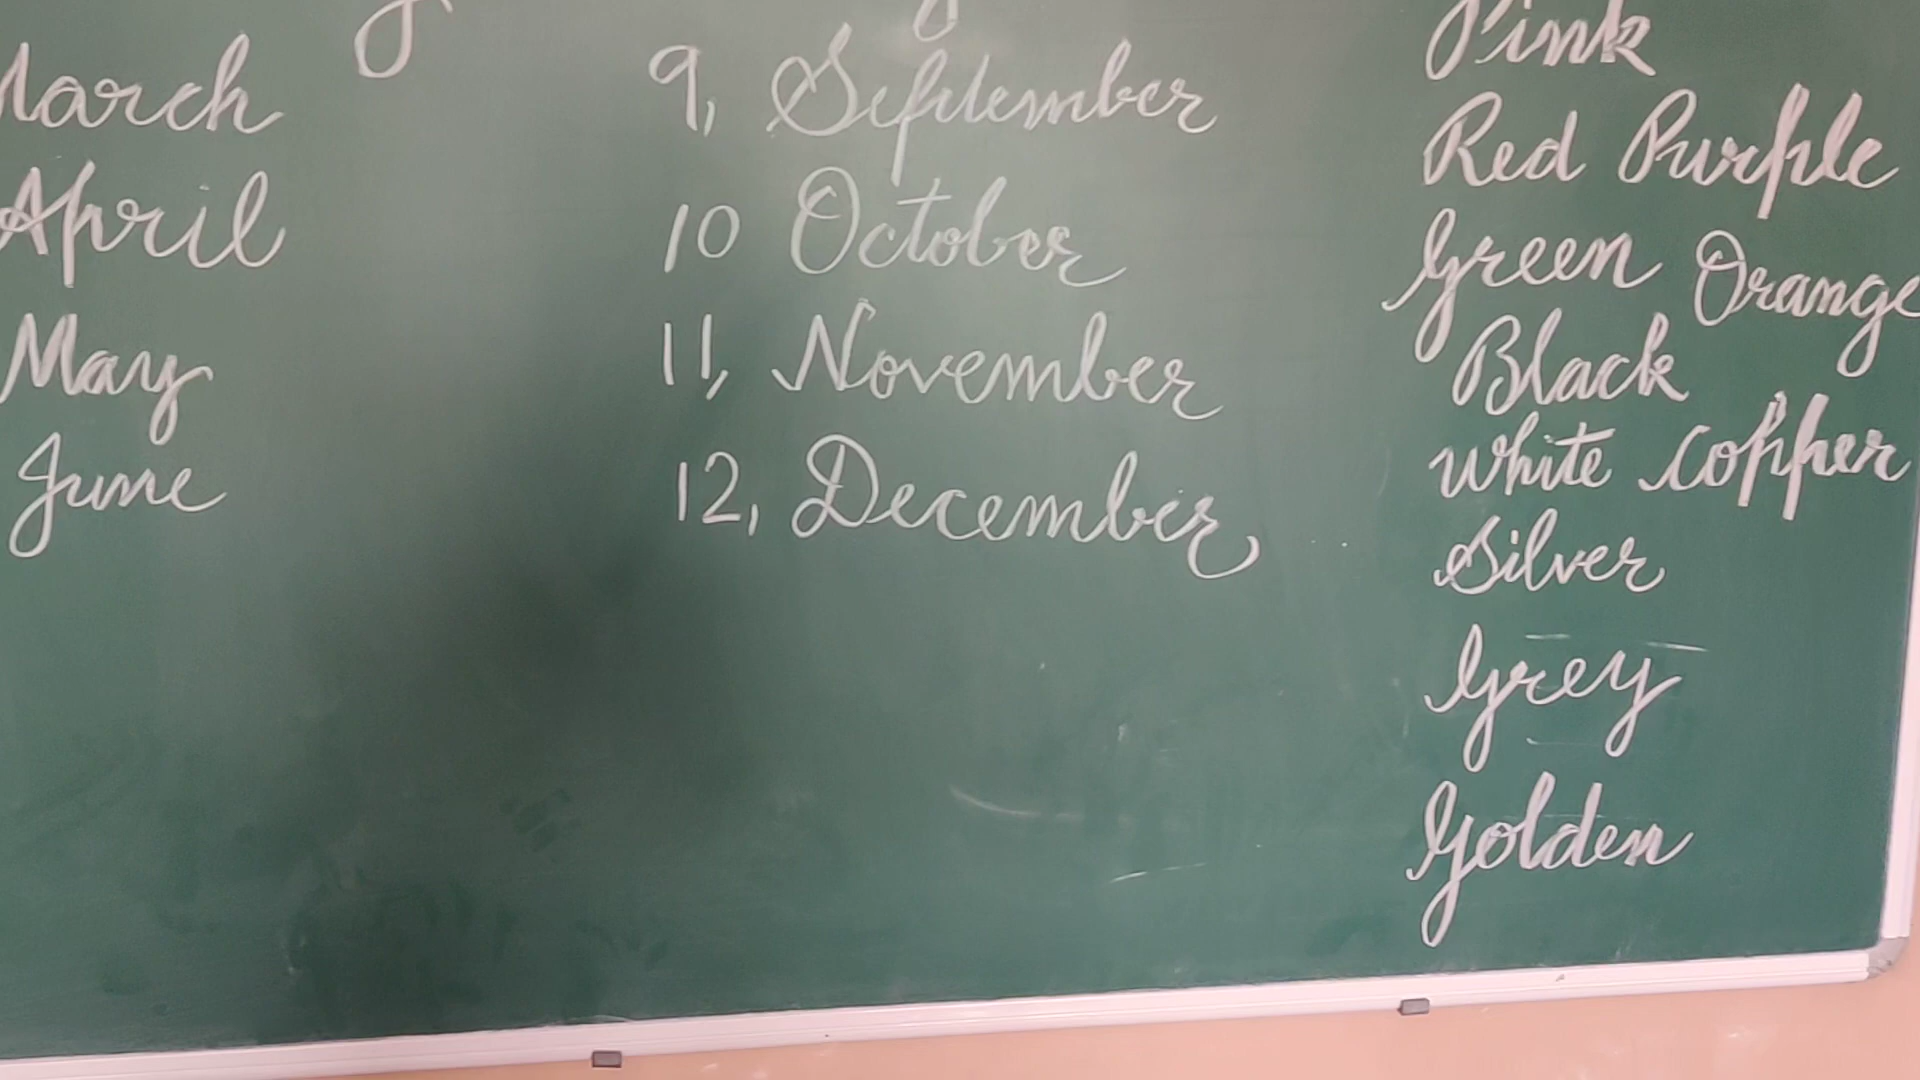 March
April
May
June
9, September
10 October
11, November
12, December
Pink
Red Purple
Green Orange
Black
White Copper
Silver
Grey
Golden